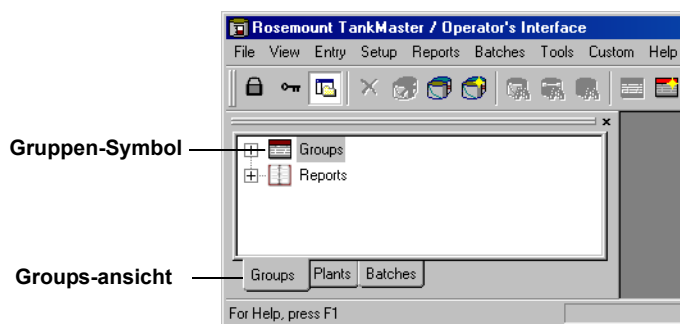 Rosemount TankMaster / Operator's Interface
File View Entry Setup Reports Batches Tools Custom Help
Gruppen-Symbol
Groups
Reports
Groups-ansicht
Groups Plants Batches
For Help, press F1